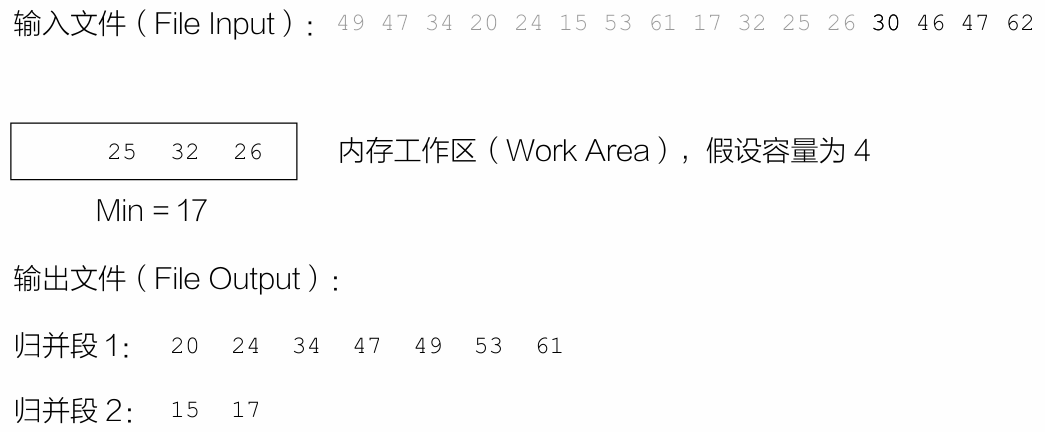 输入文件（File Input）： 49 47 34 20 24 15 53 61 17 32 25 26 30 46 47 62
25 32 26 内存工作区（Work Area），假设容量为 4
Min = 17
输出文件（File Output）：
归并段 1： 20 24 34 47 49 53 61
归并段 2： 15 17